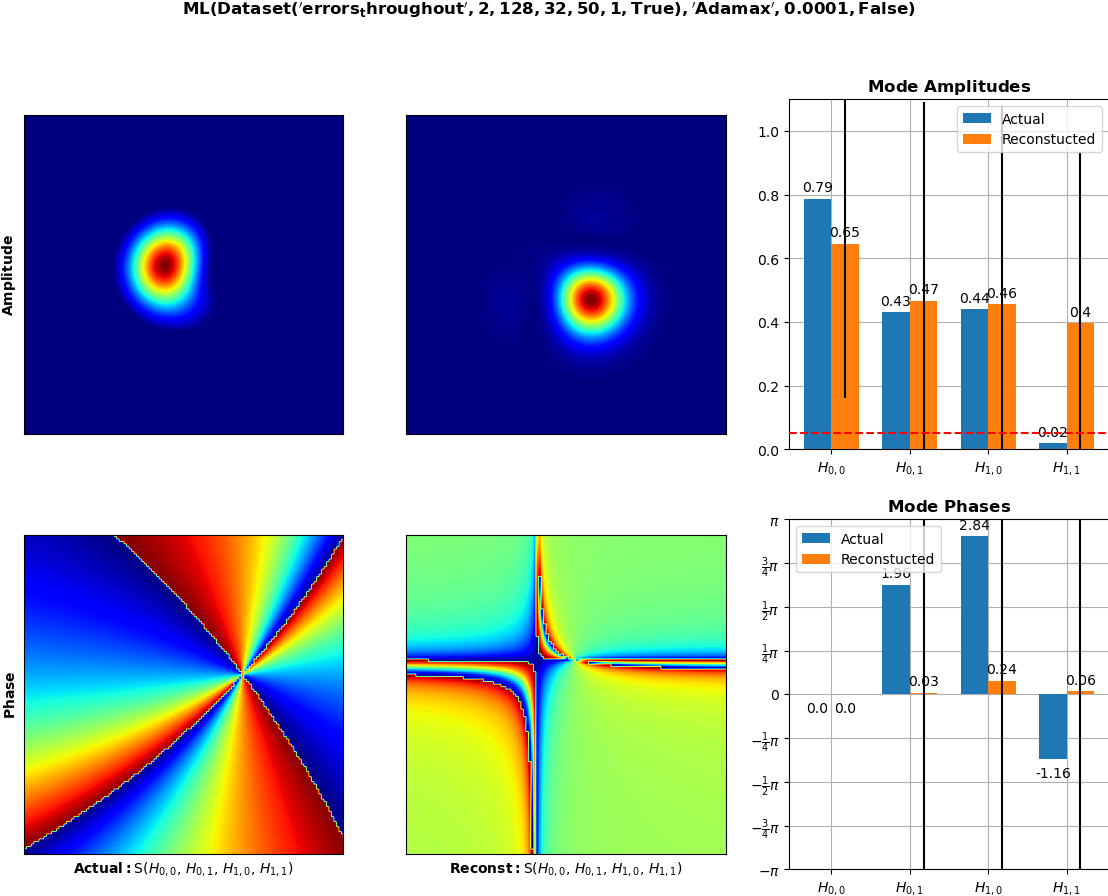 ML(Dataset('errors_throughout', 2, 128, 32, 50, 1, True), 'Adamax', 0.0001, False)
Amplitude
Mode Amplitudes
Actual
Reconstucted
1.0
0.8
0.6
0.4
0.2
0.0
0.79
0.65
0.43
0.47
0.44
0.46
0.02
0.4
H0,0
H0,1
H1,0
H1,1
Phase
Actual: S(H0,0, H0,1, H1,0, H1,1)
Reconst: S(H0,0, H0,1, H1,0, H1,1)
Mode Phases
Actual
Reconstucted
π
3/4π
1/2π
1/4π
0
−1/4π
−1/2π
−3/4π
−π
0.0
0.0
1.96
0.03
2.84
0.24
-1.16
0.06
H0,0
H0,1
H1,0
H1,1